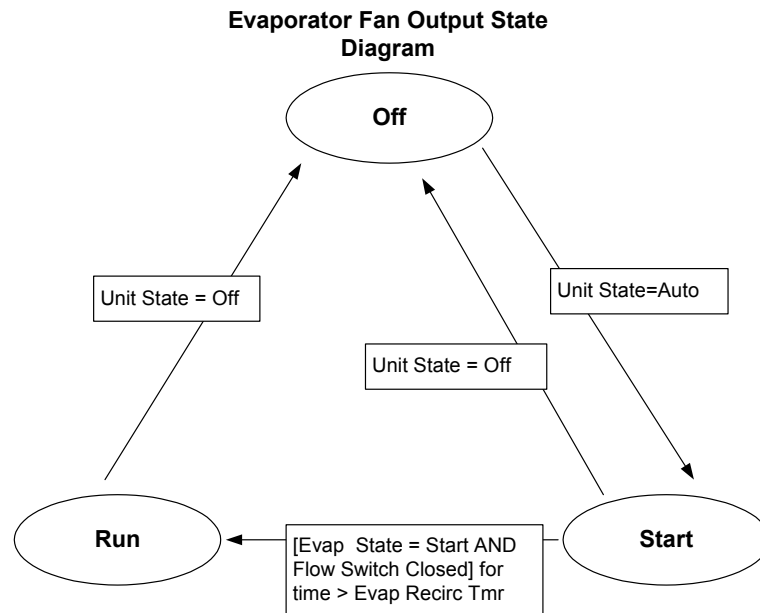 Evaporator Fan Output State
Diagram
Off
Unit State = Off
Unit State=Auto
Unit State = Off
Run
[Evap State = Start AND
Flow Switch Closed] for
time > Evap Recirc Tmr
Start